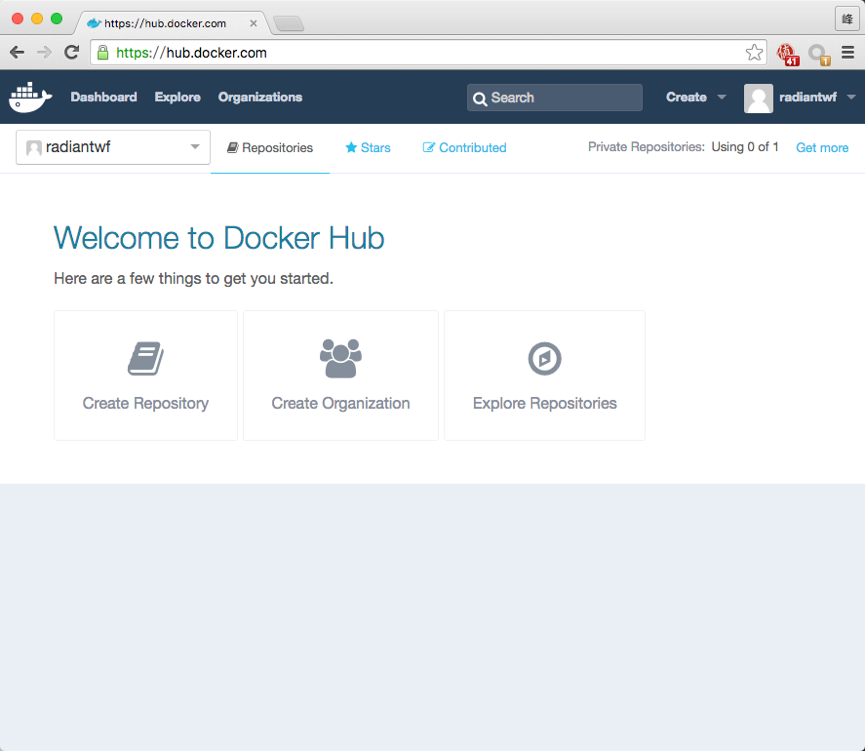 https://hub.docker.com
峰
https://hub.docker.com
41
1
Dashboard Explore Organizations Search Create radiantwf
radiantwf Repositories Stars Contributed Private Repositories: Using 0 of 1 Get more
Welcome to Docker Hub
Here are a few things to get you started.
Create Repository Create Organization Explore Repositories